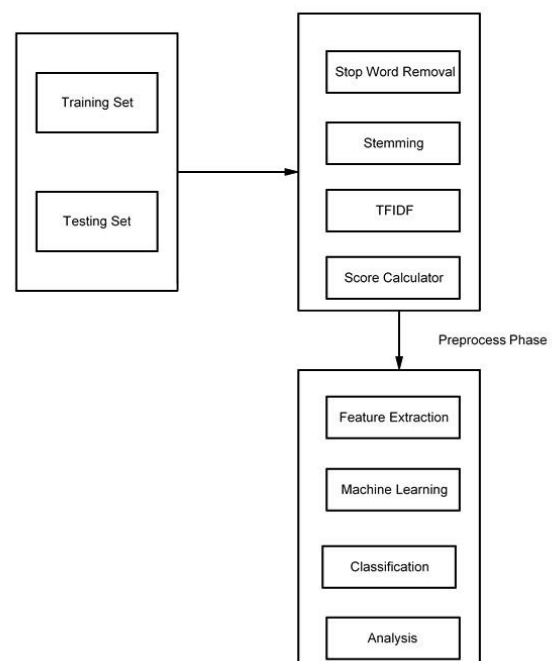 Training Set
Testing Set
Stop Word Removal
Stemming
TFIDF
Score Calculator
Preprocess Phase
Feature Extraction
Machine Learning
Classification
Analysis